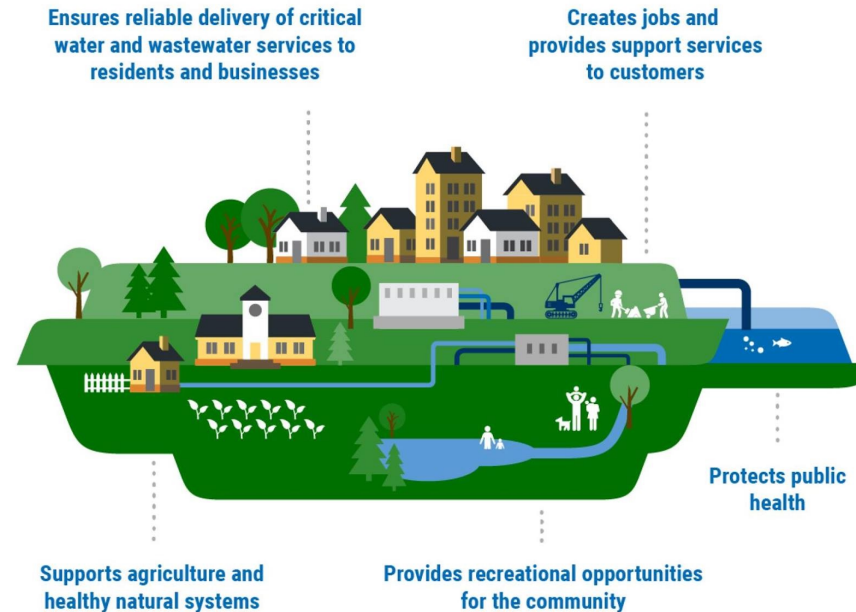 Ensures reliable delivery of critical
water and wastewater services to
residents and businesses
Creates jobs and
provides support services
to customers
Protects public
health
Supports agriculture and
healthy natural systems
Provides recreational opportunities
for the community